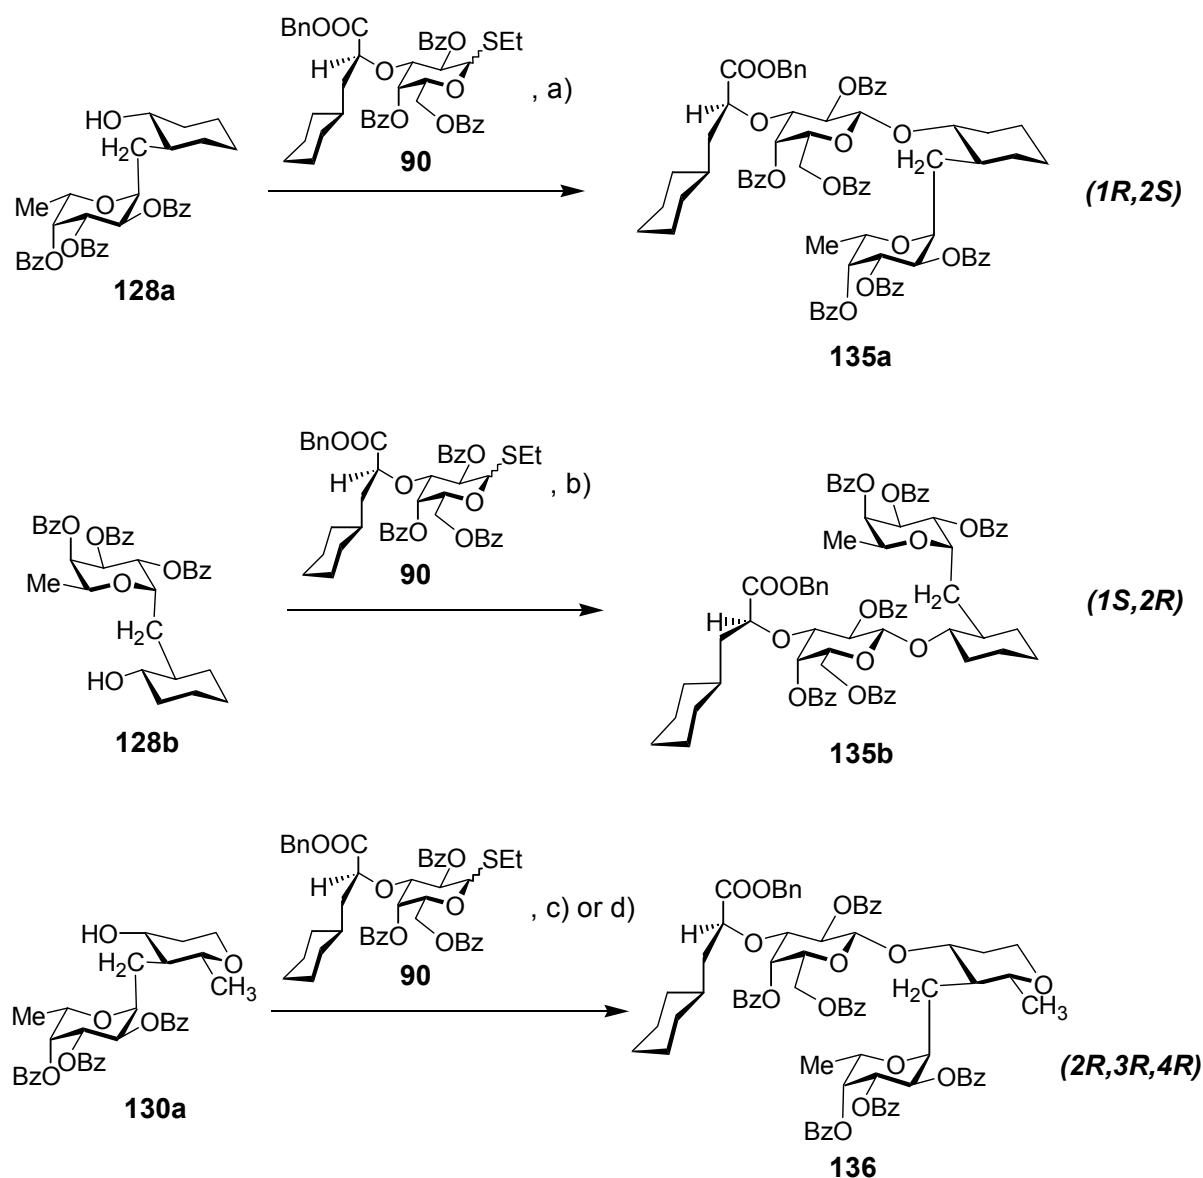 BnOOC
BzO
SEt
H
O
O
, a)
BzO
OBz
90
HO
H2C
Me
O
OBz
OBz
BzO
128a
COOBn
OBz
H
O
O
O
H2C
BzO
OBz
Me
O
OBz
OBz
BzO
135a
(1R,2S)
BnOOC
BzO
SEt
H
O
O
, b)
BzO
OBz
90
BzO
OBz
OBz
Me
O
H2C
HO
128b
BzO
OBz
OBz
Me
O
H2C
COOBn
OBz
H
O
O
O
OBz
OBz
135b
(1S,2R)
BnOOC
BzO
SEt
H
O
O
, c) or d)
BzO
OBz
90
HO
H2C
O
CH3
Me
O
OBz
OBz
BzO
130a
COOBn
OBz
H
O
O
O
H2C
O
CH3
BzO
OBz
Me
O
OBz
OBz
BzO
136
(2R,3R,4R)